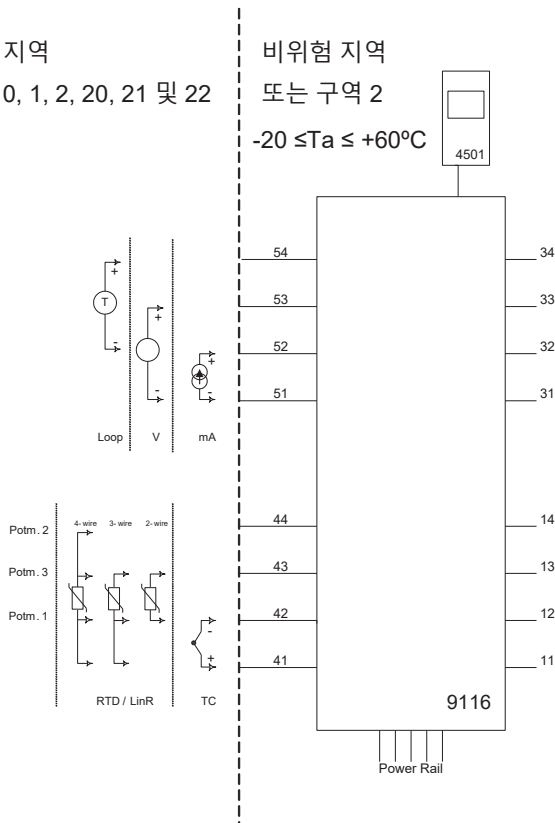 지역
0, 1, 2, 20, 21 및 22
비위험 지역
또는 구역 2
-20 ≤Ta ≤ +60ºC
4501
54
34
+
T
53
33
+
-
52
32
+
-
-
51
31
Loop
V
mA
Potm. 2
4- wire
3- wire
2- wire
44
14
Potm. 3
43
13
Potm. 1
42
12
-
+
41
11
RTD / LinR
TC
9116
Power Rail